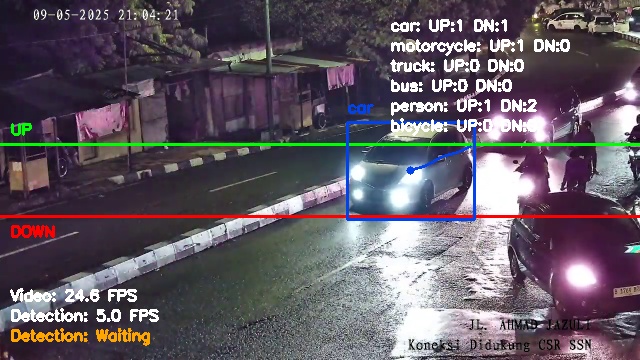 09-05-2025 21:04:21
car: UP:1 DN:1
motorcycle: UP:1 DN:0
truck: UP:0 DN:0
bus: UP:0 DN:0
person: UP:1 DN:2
bicycle: UP:0 DN:0
car
UP
DOWN
Video: 24.6 FPS
Detection: 5.0 FPS
Detection: Waiting
JL. AHMAD JAZULI
Koneksi Didukung CSR SSN